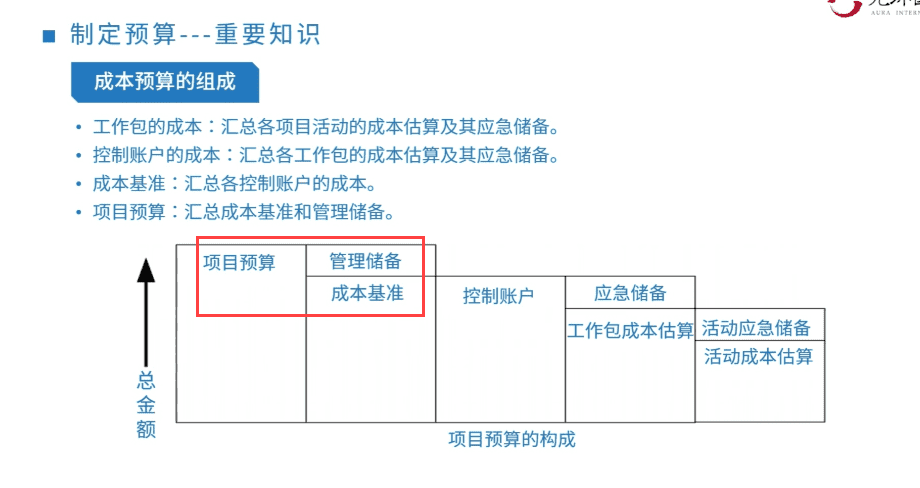 制定预算---重要知识
AURA INTERN
成本预算的组成
• 工作包的成本：汇总各项目活动的成本估算及其应急储备。
• 控制账户的成本：汇总各工作包的成本估算及其应急储备。
• 成本基准：汇总各控制账户的成本。
• 项目预算：汇总成本基准和管理储备。
项目预算
管理储备
成本基准
控制账户
应急储备
工作包成本估算
活动应急储备
活动成本估算
总金额
项目预算的构成